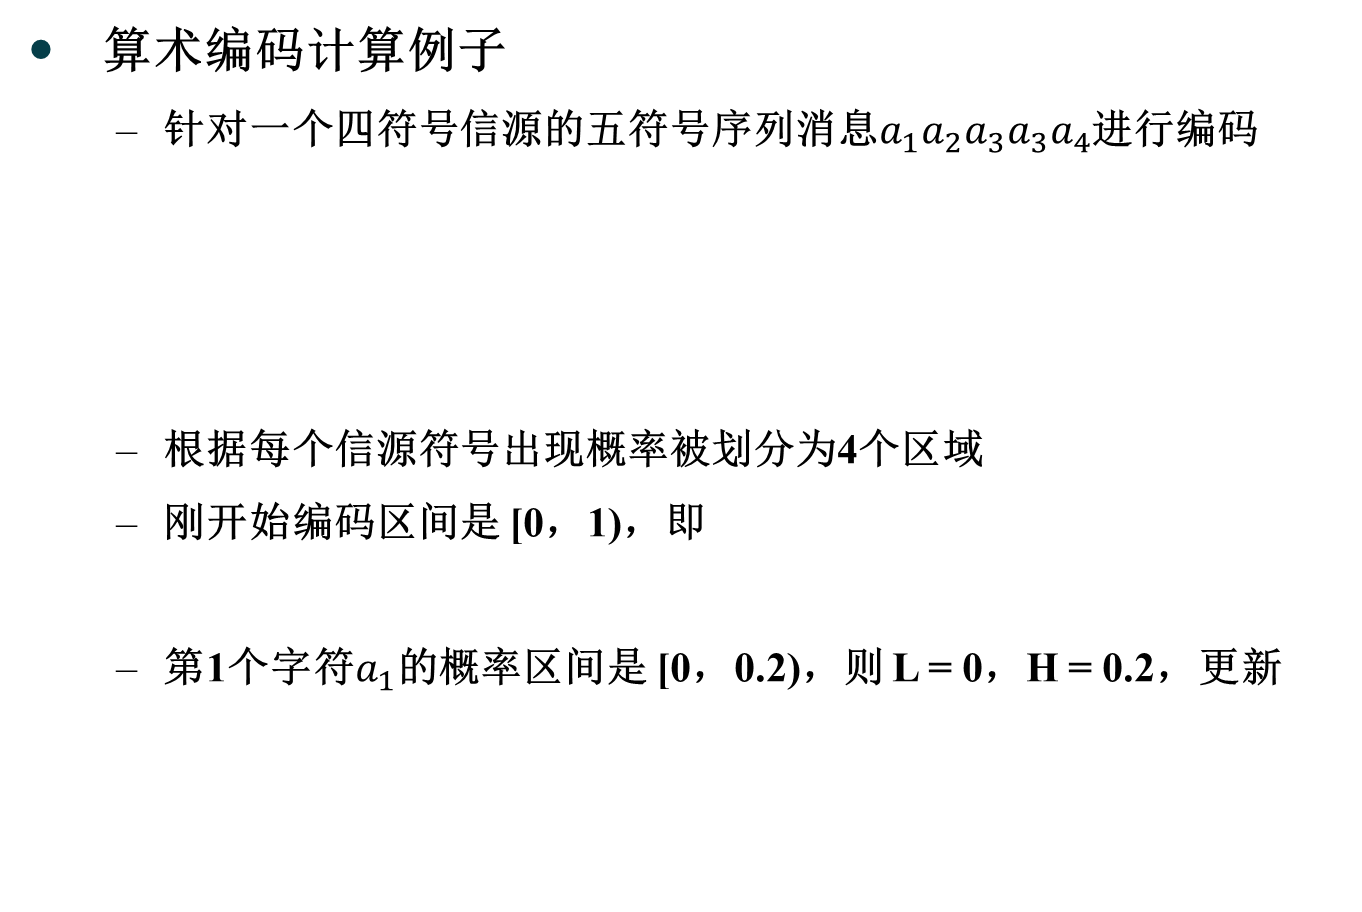 • 算术编码计算例子
– 针对一个四符号信源的五符号序列消息a₁a₂a₃a₃a₄进行编码
– 根据每个信源符号出现概率被划分为4个区域
– 刚开始编码区间是 [0，1)，即
– 第1个字符a₁的概率区间是 [0，0.2)，则 L = 0，H = 0.2，更新